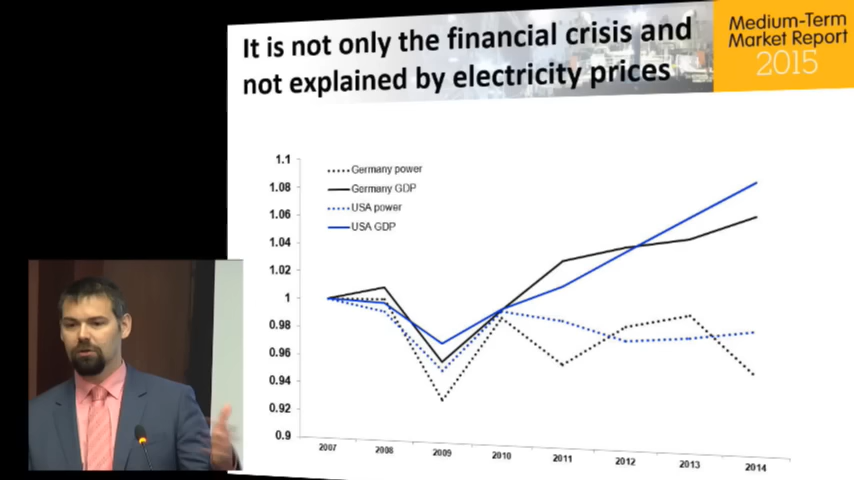 It is not only the financial crisis and
not explained by electricity prices
Medium-Term
Market Report
2015
1.1
1.08
1.06
1.04
1.02
1
0.98
0.96
0.94
0.92
0.9
Germany power
Germany GDP
USA power
USA GDP
2007 2008 2009 2010 2011 2012 2013 2014